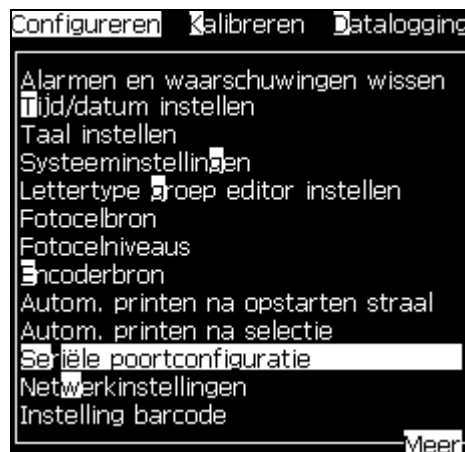 Configureren Kalibreren Datalogging
Alarmen en waarschuwingen wissen
Tijd/datum instellen
Taal instellen
Systeeminstellingen
Lettertype groep editor instellen
Fotocelbron
Fotocelniveaus
Encoderbron
Autom. printen na opstarten straal
Autom. printen na selectie
Seriële poortconfiguratie
Netwerkinstellingen
Instelling barcode
Meer